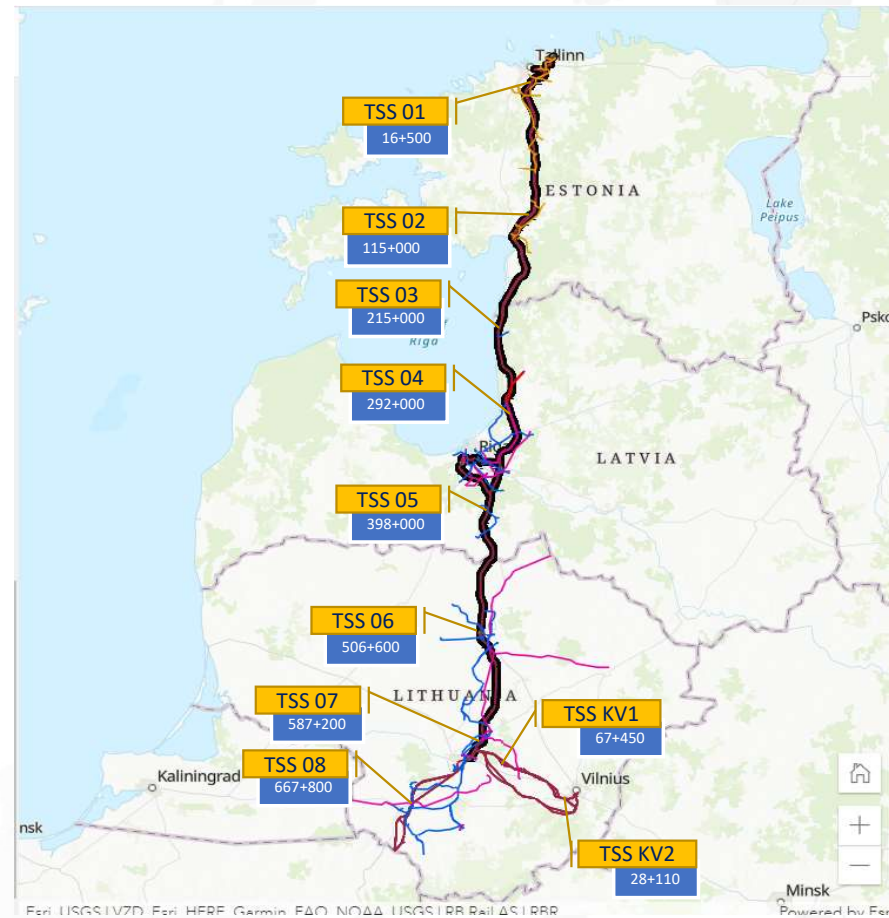 Tallinn
TSS 01
16+500
ESTONIA
Lake
Peipus
TSS 02
115+000
TSS 03
215+000
Riga
Psko
TSS 04
292+000
Riga
LATVIA
TSS 05
398+000
TSS 06
506+600
LITHUANIA
TSS 07
587+200
TSS KV1
67+450
TSS 08
667+800
Kaliningrad
Vilnius
nsk
+
−
TSS KV2
28+110
Minsk
Esri, USGS | VZD, Esri, HERE, Garmin, FAO, NOAA, USGS | RB Rail AS | RBR
Powered by Esri